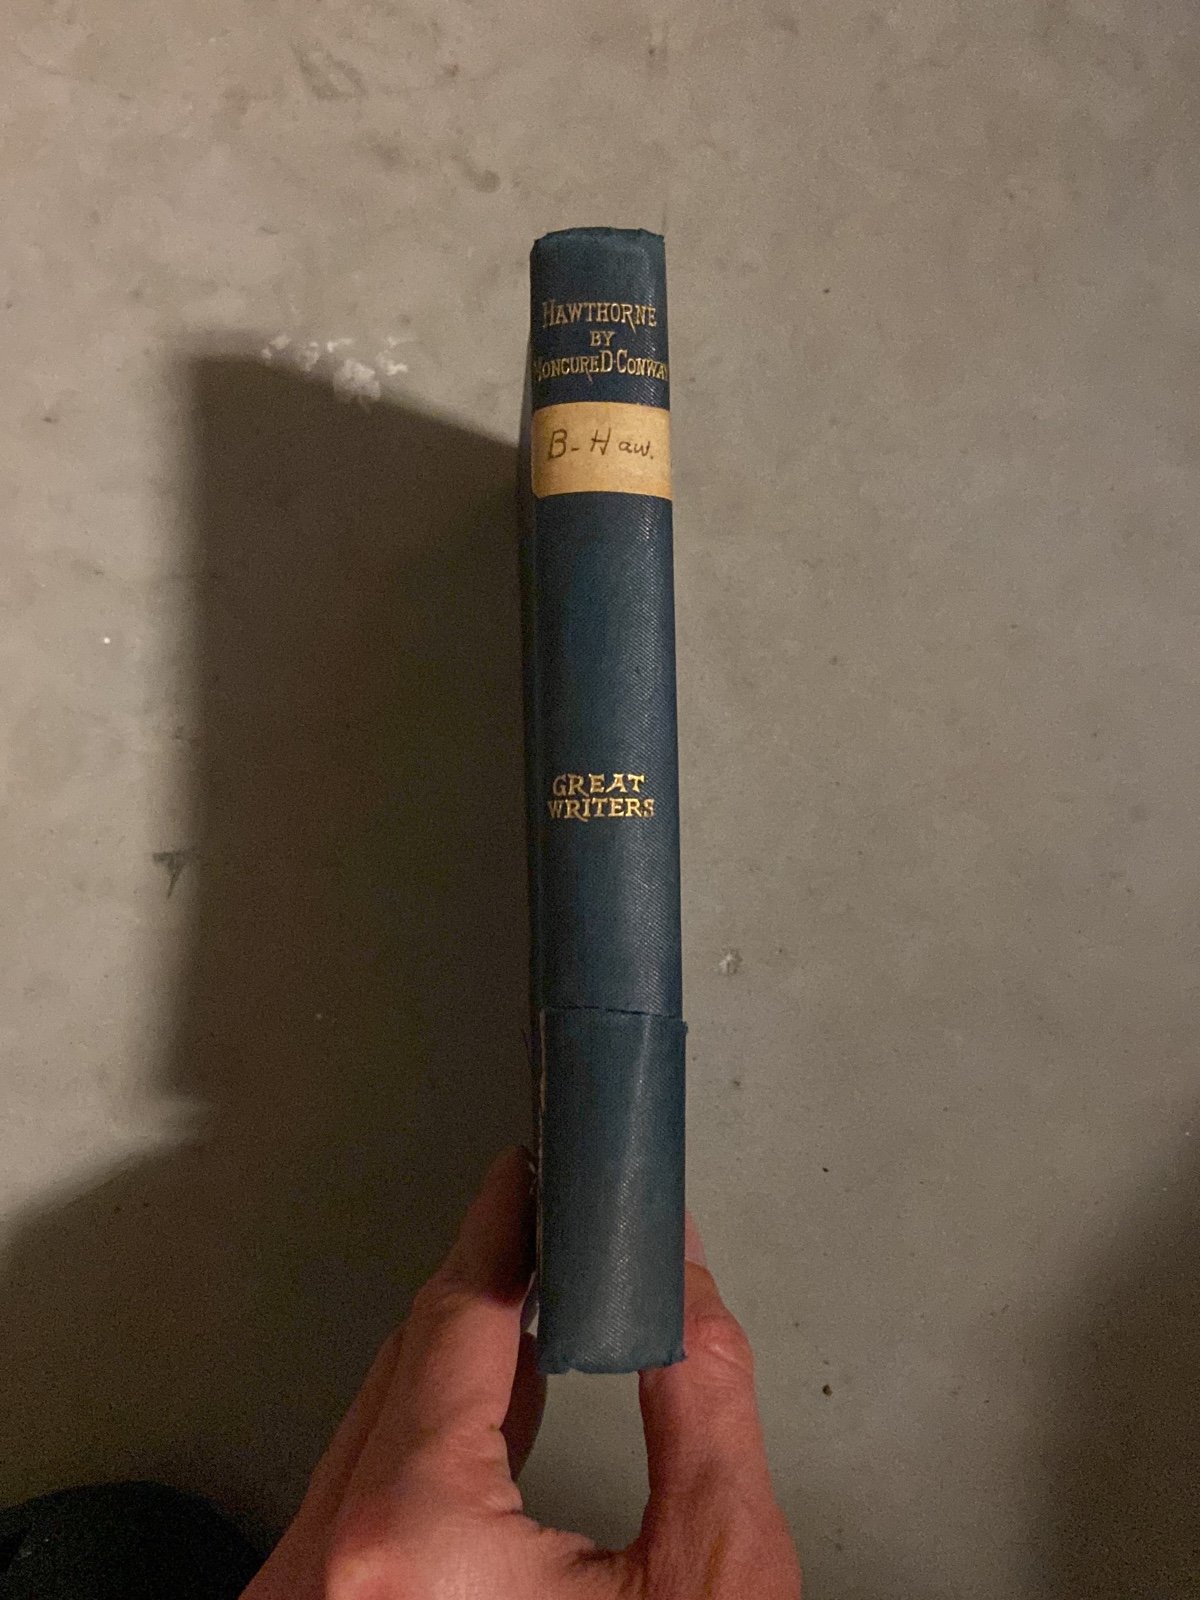 HAWTHORNE
BY
MONCURE D. CONWAY
B- Haw.
GREAT
WRITERS